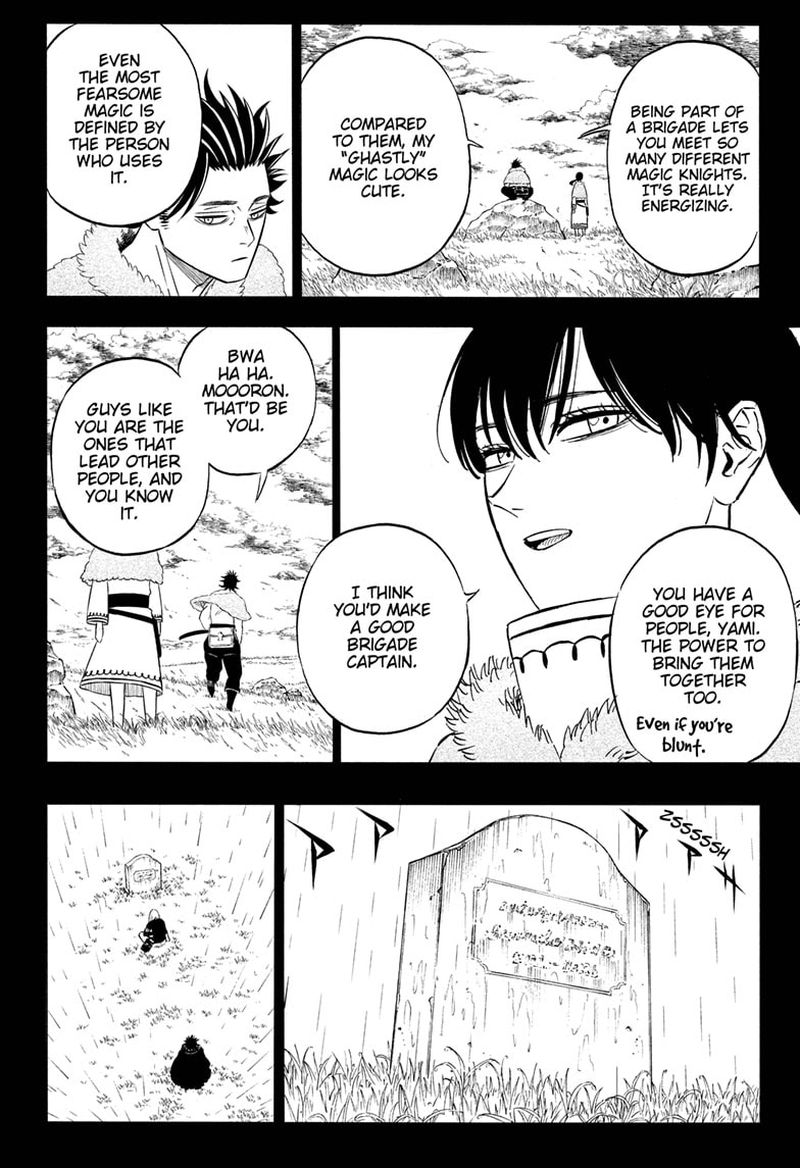 BEING PART OF
A BRIGADE LETS
YOU MEET SO
MANY DIFFERENT
MAGIC KNIGHTS.
IT'S REALLY
ENERGIZING.
COMPARED
TO THEM, MY
"GHASTLY"
MAGIC LOOKS
CUTE.
EVEN
THE MOST
FEARSOME
MAGIC IS
DEFINED BY
THE PERSON
WHO USES
IT.
YOU HAVE A
GOOD EYE FOR
PEOPLE, YAMI.
THE POWER TO
BRING THEM
TOGETHER
TOO.
Even if you're
blunt.
I THINK
YOU'D MAKE
A GOOD
BRIGADE
CAPTAIN.
BWA
HA HA.
MOOORON.
THAT'D BE
YOU.
GUYS LIKE
YOU ARE THE
ONES THAT
LEAD OTHER
PEOPLE, AND
YOU KNOW
IT.
ZSSSSSSH